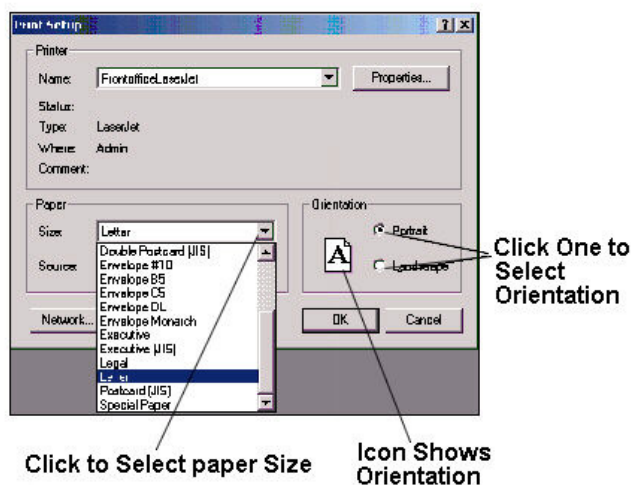 Print Setup
Printer
Name: FrontofficeLaserJet Properties...
Status:
Type: LaserJet
Where: Admin
Comment:
Paper
Size: Letter
Source:
Double Postcard (JIS)
Envelope #10
Envelope B5
Envelope C5
Envelope DL
Envelope Monarch
Executive
Executive (JIS)
Legal
Letter
Postcard (JIS)
Special Paper
Orientation
A
Portrait
Landscape
Network... OK Cancel
Click One to
Select
Orientation
Click to Select paper Size
Icon Shows
Orientation